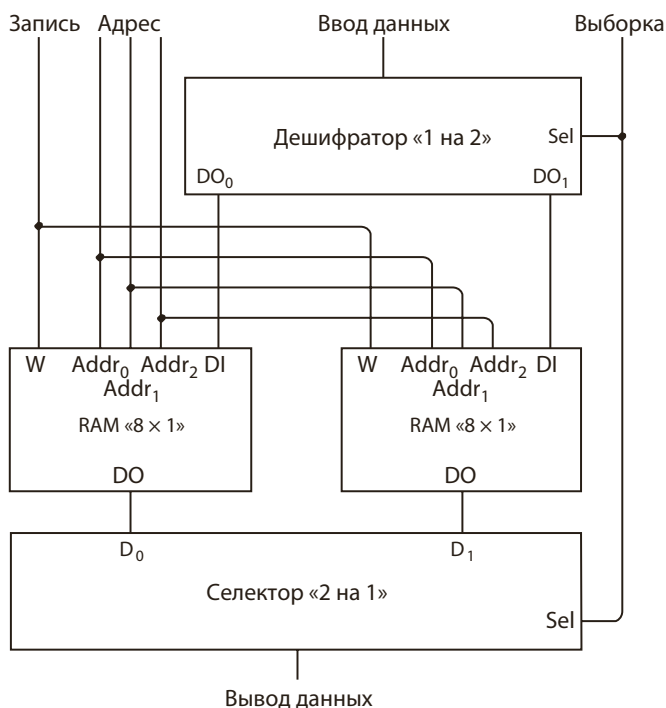 Запись Адрес Ввод данных Выборка
Дешифратор «1 на 2» Sel
DO₀ DO₁
W Addr₀ Addr₂ DI W Addr₀ Addr₂ DI
Addr₁ Addr₁
RAM «8 × 1» RAM «8 × 1»
DO DO
D₀ D₁
Селектор «2 на 1»
Sel
Вывод данных